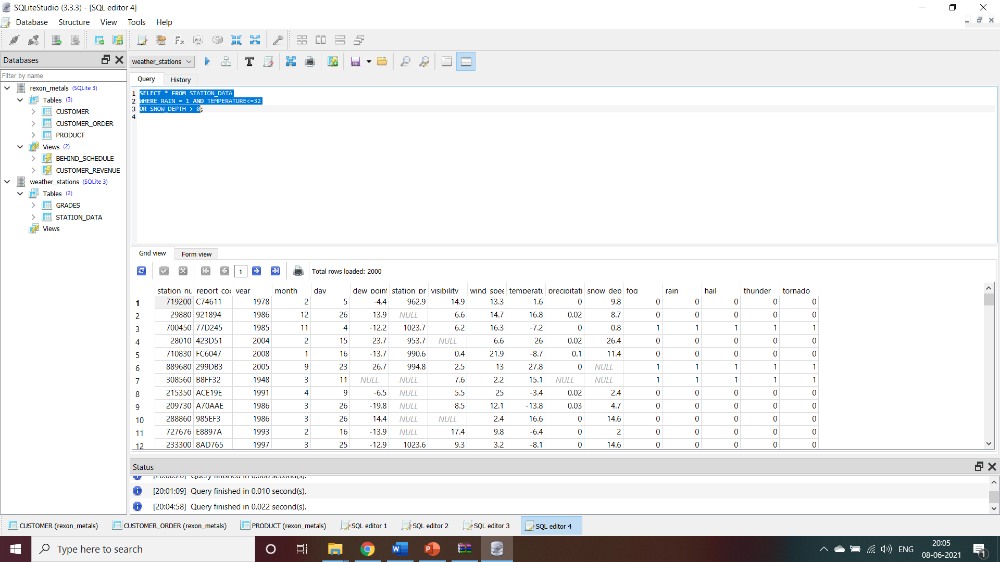 SQLiteStudio (3.3.3) - [SQL editor 4]
Database Structure View Tools Help
Databases
Filter by name
rexon_metals (SQLite 3)
Tables (3)
CUSTOMER
CUSTOMER_ORDER
PRODUCT
Views (2)
BEHIND_SCHEDULE
CUSTOMER_REVENUE
weather_stations (SQLite 3)
Tables (2)
GRADES
STATION_DATA
Views
weather_stations
Query History
1 SELECT * FROM STATION_DATA
2 WHERE RAIN = 1 AND TEMPERATURE<=32
3 OR SNOW_DEPTH > 0;
4
Grid view Form view
1 Total rows loaded: 2000
station_nu report_cod year month day dew_point station_pr visibility wind_spee temperatu precipitati snow_dep fog rain hail thunder tornado
1 719200 C74611 1978 2 5 -4.4 962.9 14.9 13.3 1.6 0 9.8 0 0 0 0 0
2 29880 921894 1986 12 26 13.9 NULL 6.6 14.7 16.8 0.02 8.7 0 0 0 0 0
3 700450 77D245 1985 11 4 -12.2 1023.7 6.2 16.3 -7.2 0 0.8 1 1 1 1 1
4 28010 423D51 2004 2 15 23.7 953.7 NULL 6.6 26 0.02 26.4 0 0 0 0 0
5 710830 FC6047 2008 1 16 -13.7 990.6 0.4 21.9 -8.7 0.1 11.4 0 0 0 0 0
6 889680 299DB3 2005 9 23 26.7 994.8 2.5 13 27.8 0 NULL 1 1 1 1 1
7 308560 B8FF32 1948 3 11 NULL NULL 7.6 2.2 15.1 NULL NULL 1 1 1 1 1
8 215350 ACE19E 1991 4 9 -6.5 NULL 5.5 25 -3.4 0.02 2.4 0 0 0 0 0
9 209730 A70AAE 1986 3 26 -19.8 NULL 8.5 12.1 -13.8 0.03 4.7 0 0 0 0 0
10 288860 985EF3 1986 3 26 14.4 NULL NULL 2.4 16.6 0 14.6 0 0 0 0 0
11 727676 E8897A 1993 2 16 -13.9 NULL 17.4 9.8 -6.4 0 2 0 0 0 0 0
12 233300 8AD765 1997 3 25 -12.9 1023.6 9.3 3.2 -8.1 0 14.6 0 0 0 0 0
Status
Query finished in second(s).
[20:01:09] Query finished in 0.010 second(s).
[20:04:58] Query finished in 0.022 second(s).
CUSTOMER (rexon_metals) CUSTOMER_ORDER (rexon_metals) PRODUCT (rexon_metals) SQL editor 1 SQL editor 2 SQL editor 3 SQL editor 4
Type here to search
ENG
20:05
08-06-2021
1